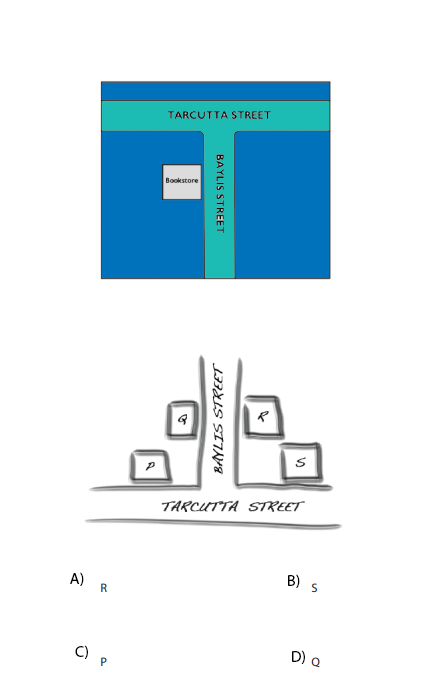 TARCUTTA STREET
BAYLIS STREET
Bookstore
BAYLIS STREET
Q
R
P
S
TARCUTTA STREET
A) R
B) S
C) P
D) Q